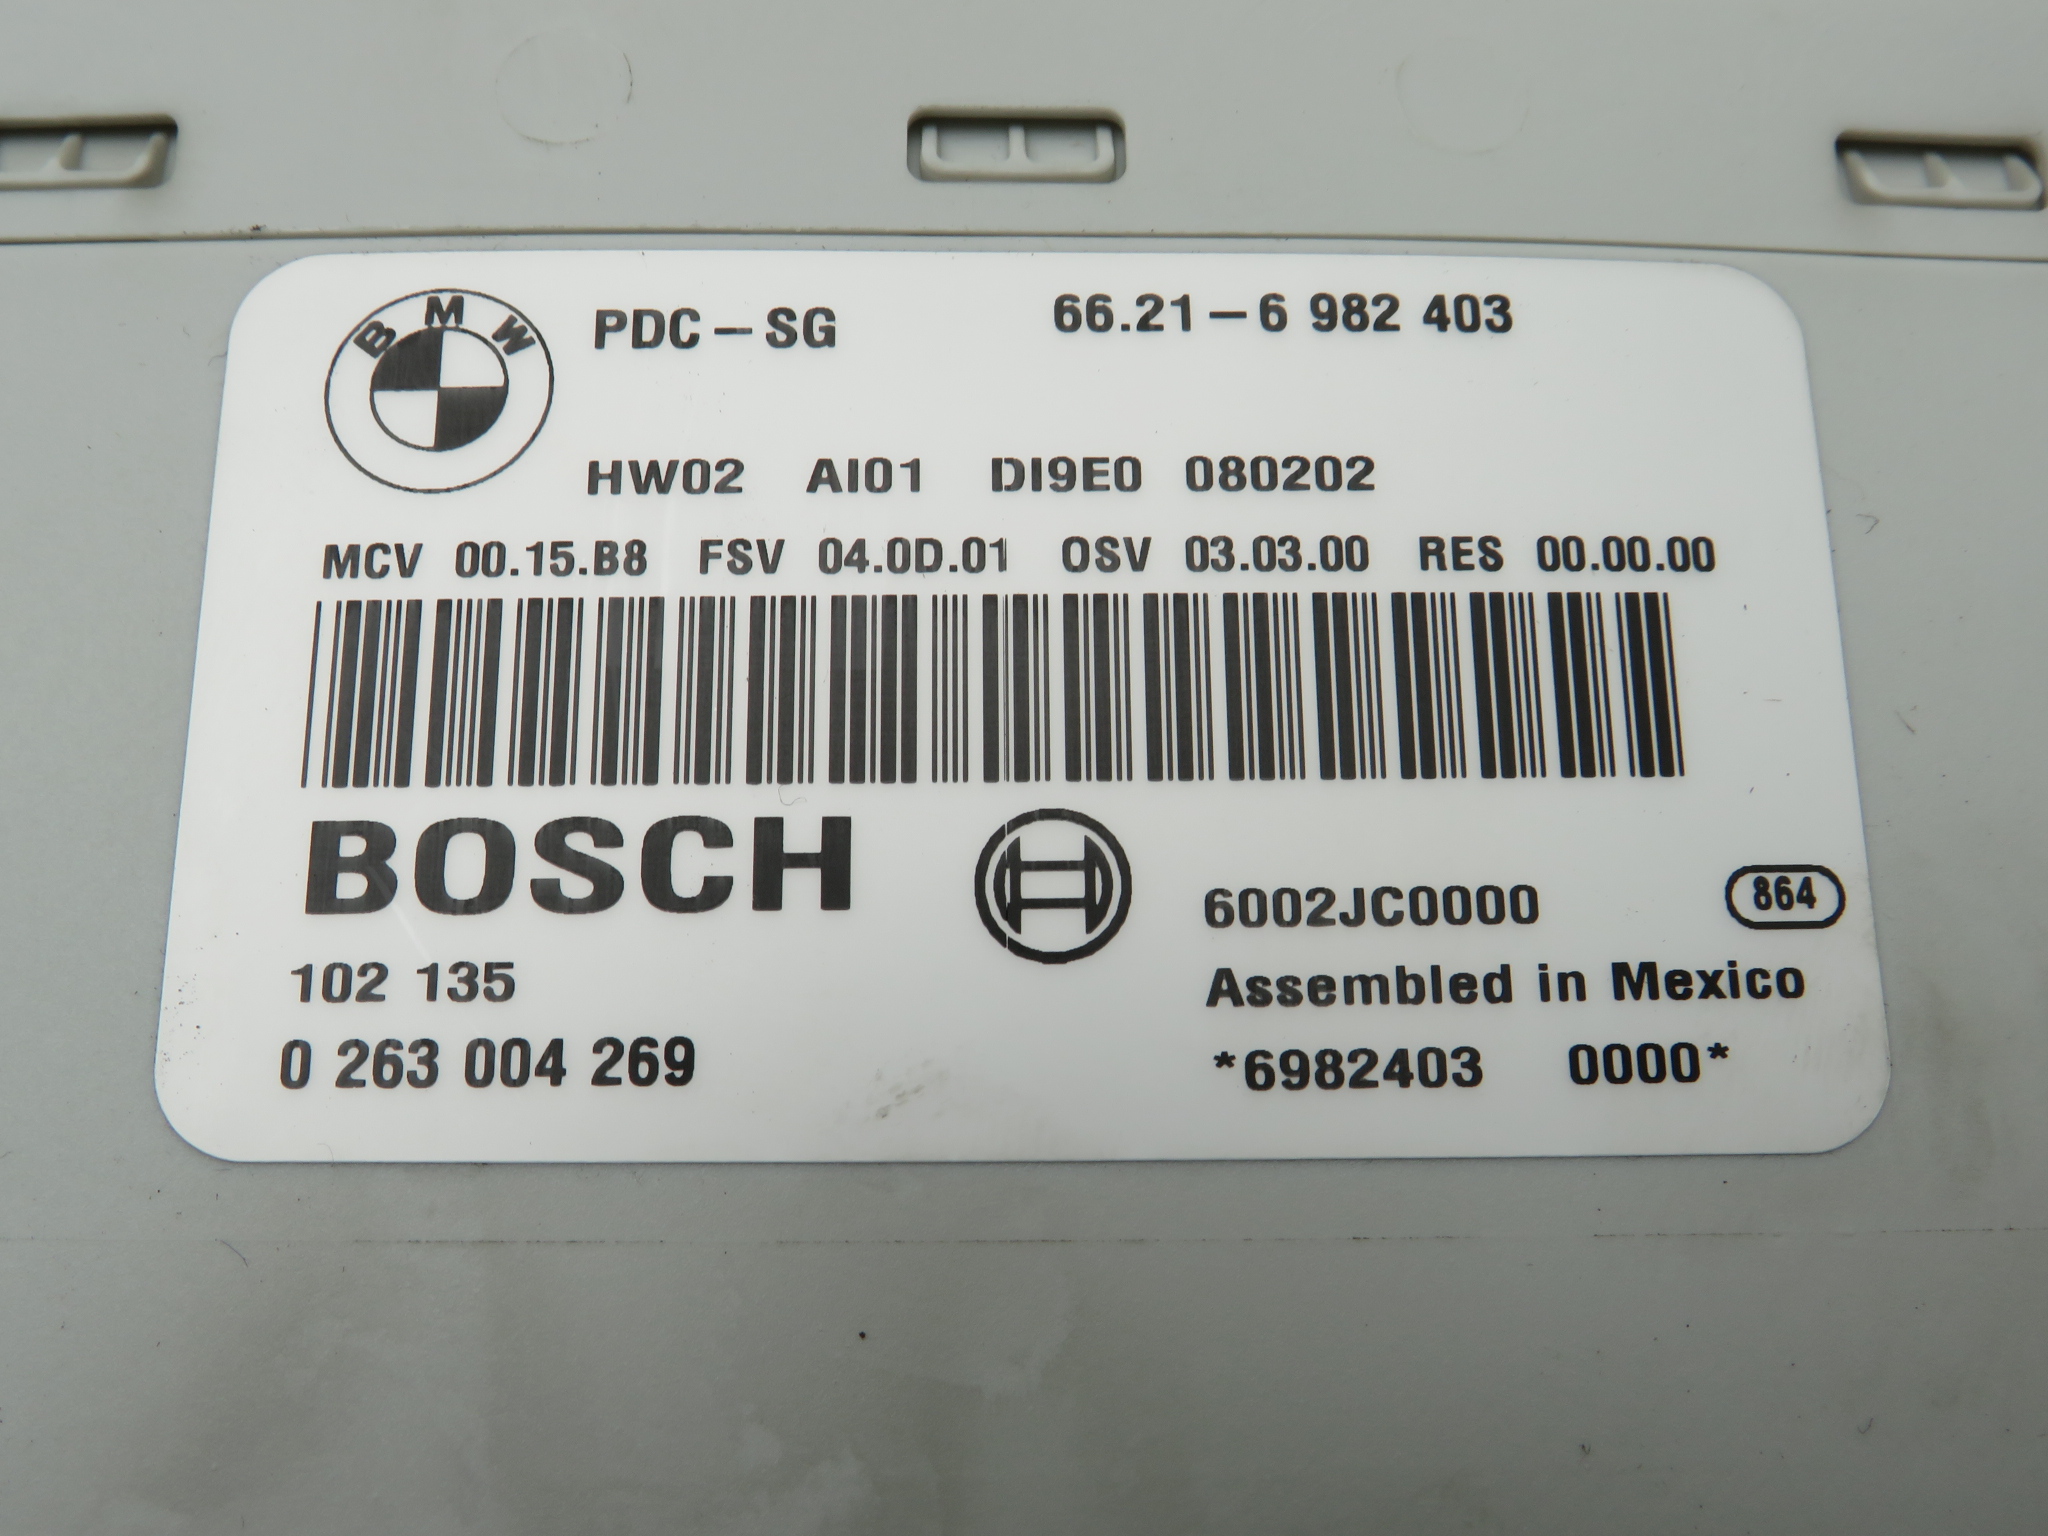 BMW
PDC-SG 66.21-6 982 403
HW02 AI01 DI9E0 080202
MCV 00.15.B8 FSV 04.0D.01 OSV 03.03.00 RES 00.00.00
BOSCH
6002JC0000 864
102 135 Assembled in Mexico
0 263 004 269 *6982403 0000*